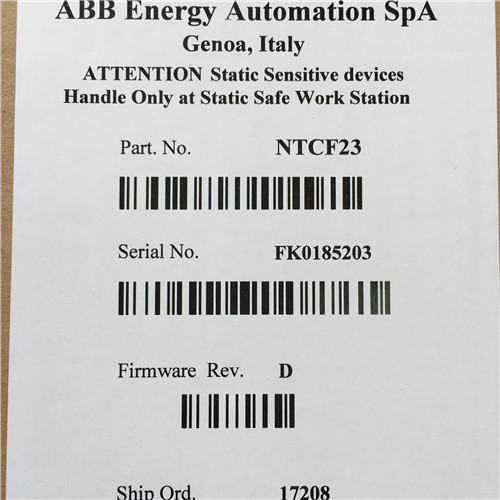 ABB Energy Automation SpA
Genoa, Italy
ATTENTION Static Sensitive devices
Handle Only at Static Safe Work Station
Part. No. NTCF23
Serial No. FK0185203
Firmware Rev. D
Ship Ord. 17208